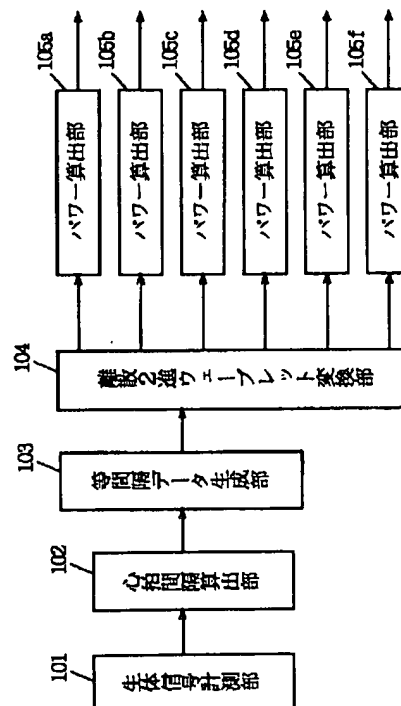 101
生体信号計測部
102
心拍間隔算出部
103
等間隔データ生成部
104
離散2進ウェーブレット変換部
105a
パワー算出部
105b
パワー算出部
105c
パワー算出部
105d
パワー算出部
105e
パワー算出部
105f
パワー算出部